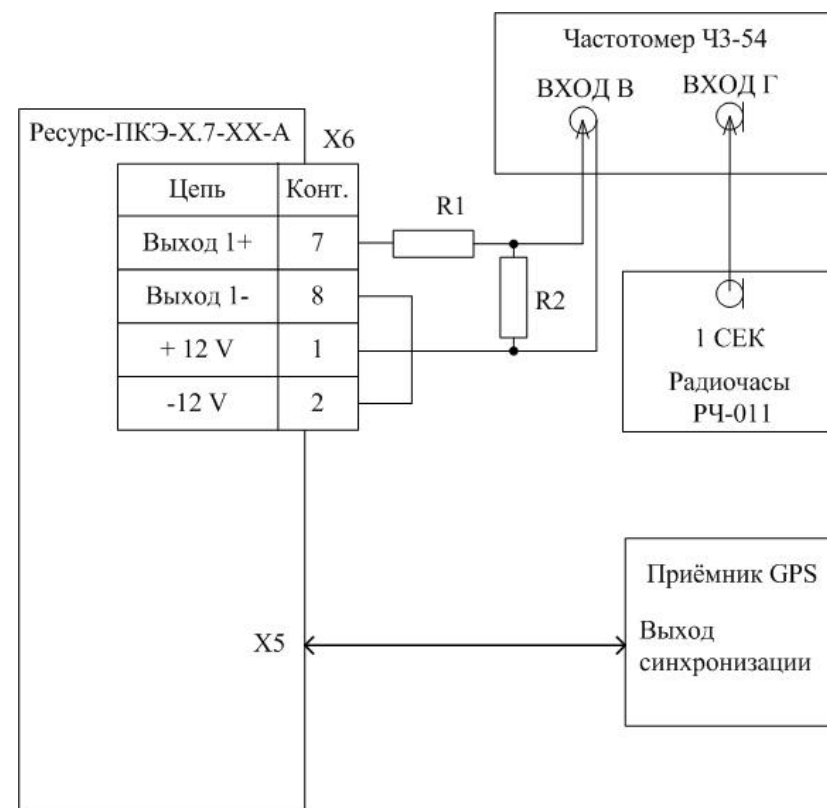 Частотомер Ч3-54
ВХОД В
ВХОД Г
Ресурс-ПКЭ-Х.7-ХХ-А
X6
Цепь
Конт.
Выход 1+
7
Выход 1-
8
+ 12 V
1
-12 V
2
R1
R2
1 СЕК
Радиочасы
РЧ-011
X5
Приёмник GPS
Выход
синхронизации